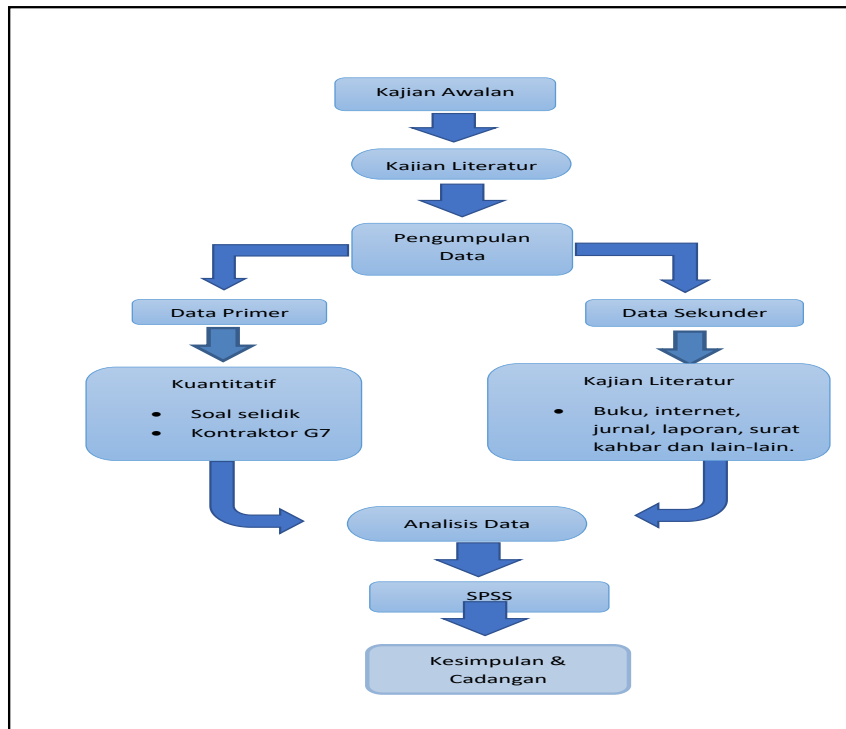 Kajian Awalan
Kajian Literatur
Pengumpulan
Data
Data Primer
Data Sekunder
Kuantitatif
• Soal selidik
• Kontraktor G7
Kajian Literatur
• Buku, internet,
jurnal, laporan, surat
kahbar dan lain-lain.
Analisis Data
SPSS
Kesimpulan &
Cadangan